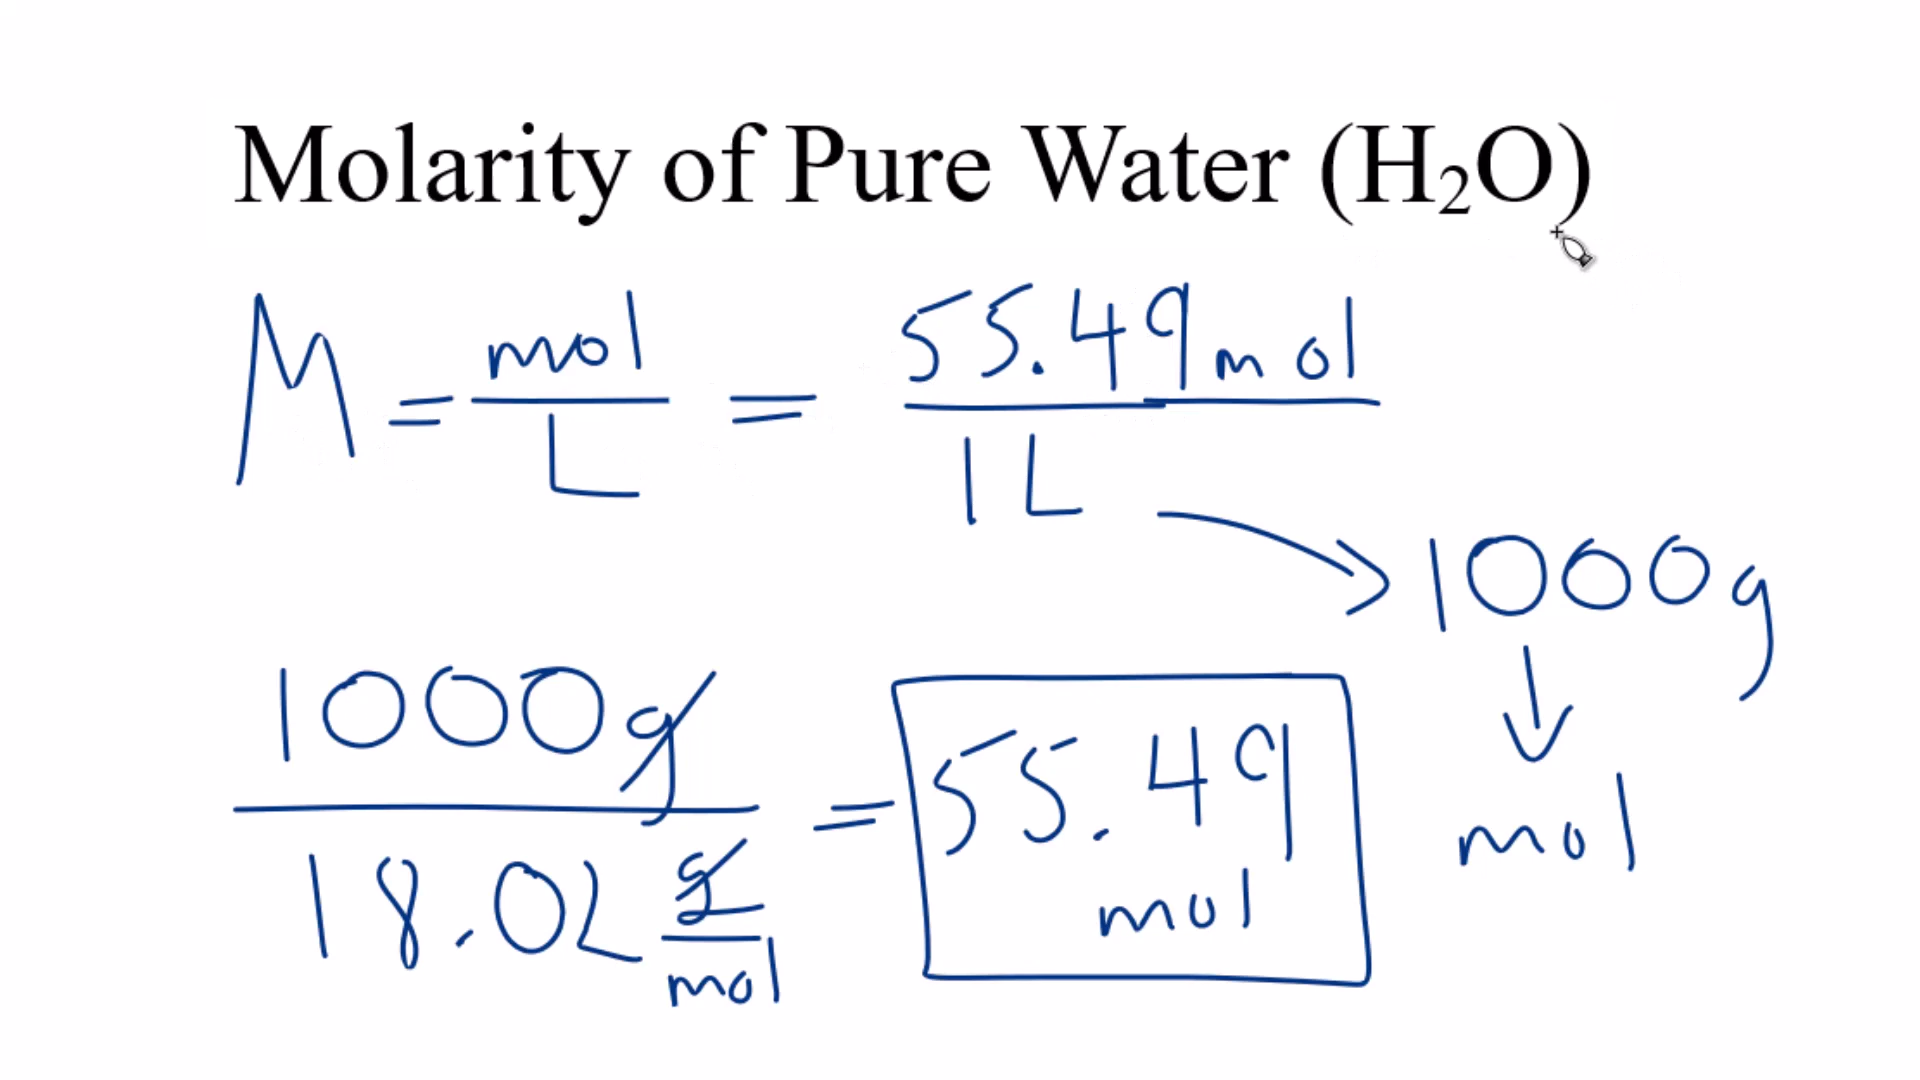 Molarity of Pure Water (H₂O)
M = mol / L = 55.49 mol / 1 L
1000 g
mol
1000 g / 18.02 g/mol = 55.49 mol